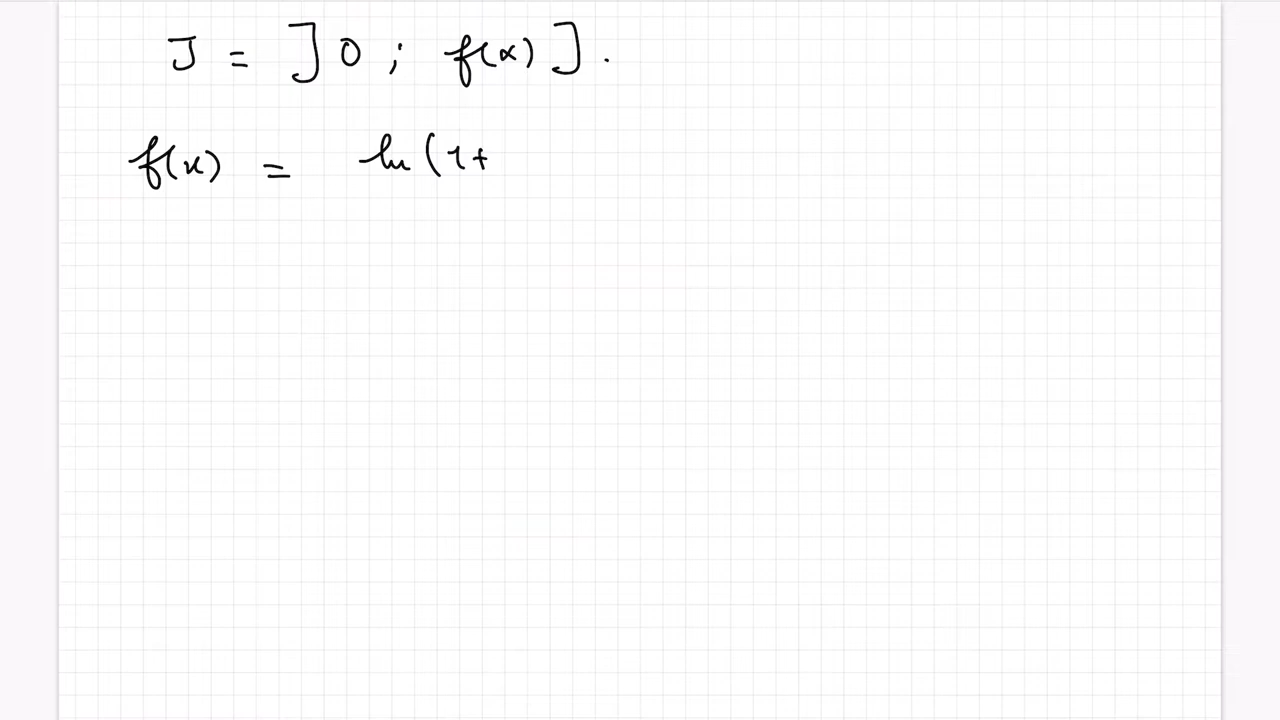 J = ]0 ; f(α)].
f(x) = ln(1+